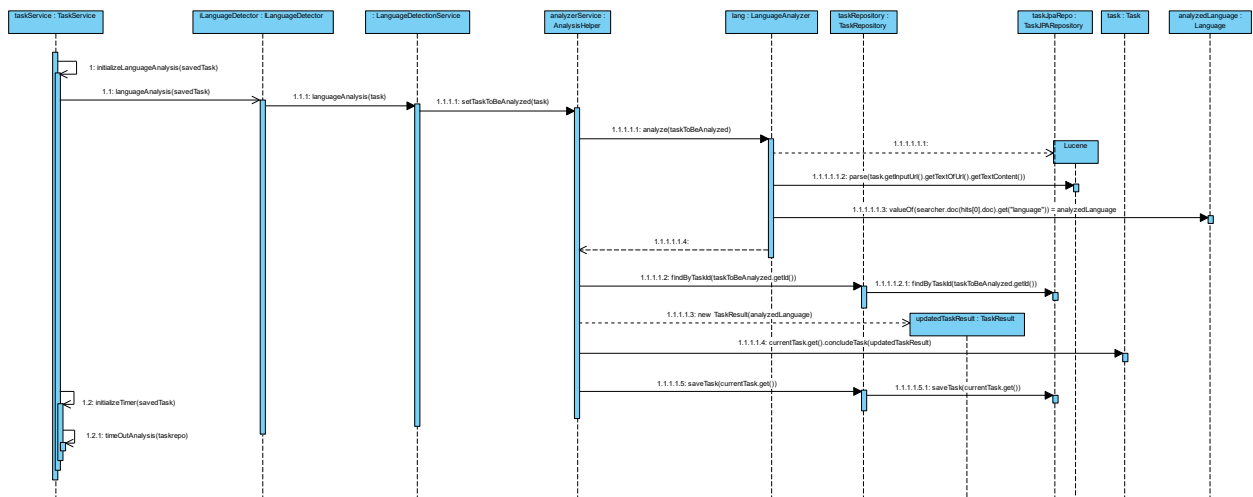 taskService : TaskService
ILanguageDetector : ILanguageDetector
: LanguageDetectionService
analyzerService :
AnalysisHelper
lang : LanguageAnalyzer
taskRepository :
TaskRepository
taskJpaRepo :
TaskJPARepository
task : Task
analyzedLanguage :
Language
1: initializeLanguageAnalysis(savedTask)
1.1: languageAnalysis(savedTask)
1.1.1: languageAnalysis(task)
1.1.1.1: setTaskToBeAnalyzed(task)
1.1.1.1.1: analyze(taskToBeAnalyzed)
1.1.1.1.1.1:
Lucene
1.1.1.1.1.2: parse(task.getInputUrl().getTextOfUrl().getTextContent())
1.1.1.1.1.3: valueOf(searcher.doc(hits[0].doc).get("language")) = analyzedLanguage
1.1.1.1.1.4:
1.1.1.1.2: findByTaskId(taskToBeAnalyzed.getId())
1.1.1.1.2.1: findByTaskId(taskToBeAnalyzed.getId())
1.1.1.1.3: new TaskResult(analyzedLanguage)
updatedTaskResult : TaskResult
1.1.1.1.4: currentTask.get().concludeTask(updatedTaskResult)
1.1.1.1.5: saveTask(currentTask.get())
1.1.1.1.5.1: saveTask(currentTask.get())
1.2: initializeTimer(savedTask)
1.2.1: timeOutAnalysis(taskrepo)